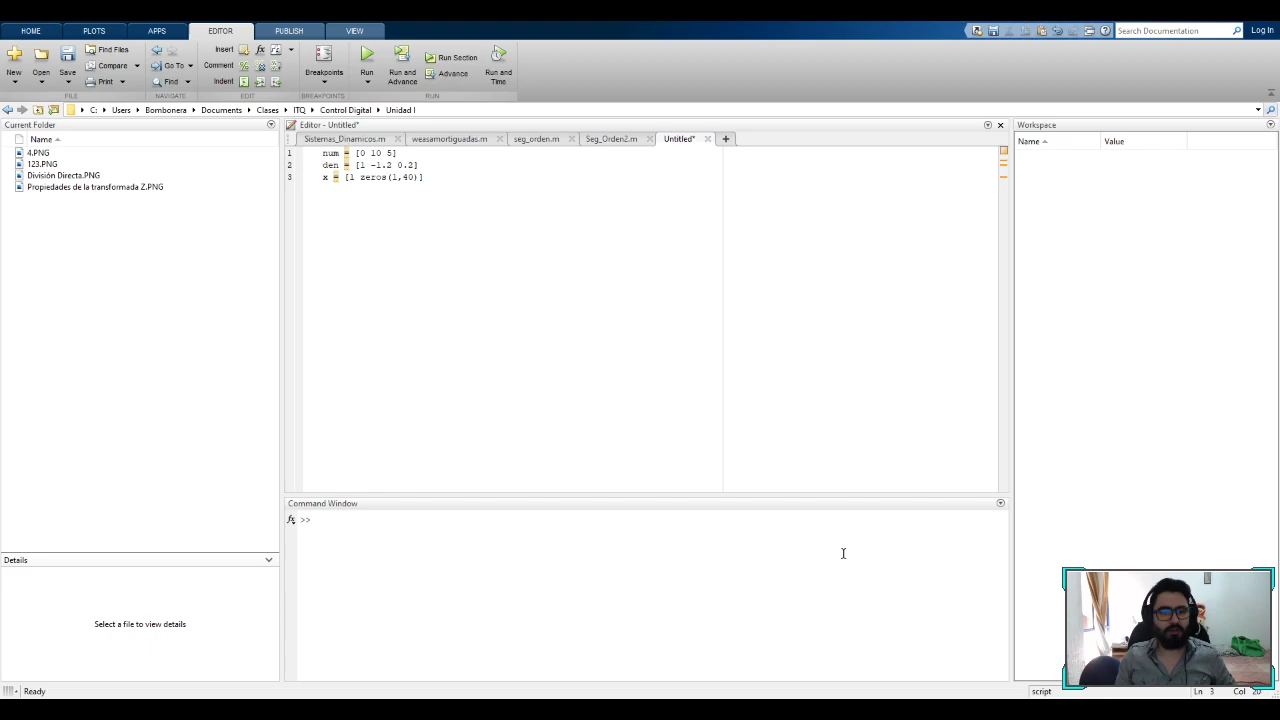 HOME PLOTS APPS EDITOR PUBLISH VIEW Search Documentation Log In
New Open Save Find Files Compare Print Go To Find Insert Comment Indent fx Breakpoints Run Run and Advance Run Section Advance Run and Time
FILE NAVIGATE EDIT BREAKPOINTS RUN
C: Users Bombonera Documents Clases ITQ Control Digital Unidad I
Current Folder
Name
4.PNG
123.PNG
División Directa.PNG
Propiedades de la transformada Z.PNG
Details
Select a file to view details
Editor - Untitled*
Sistemas_Dinamicos.m weasamortiguadas.m seg_orden.m Seg_Orden2.m Untitled*
1 num = [0 10 5]
2 den = [1 -1.2 0.2]
3 x = [1 zeros(1,40)]
Command Window
fx >>
Workspace
Name Value
Ready
script Ln 3 Col 20